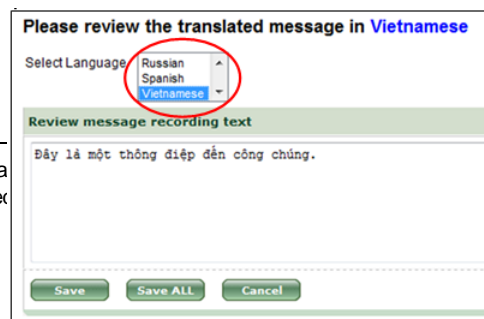 Please review the translated message in Vietnamese
Select Language
Russian
Spanish
Vietnamese
Review message recording text
Đây là một thông điệp đến công chúng.
Save
Save ALL
Cancel